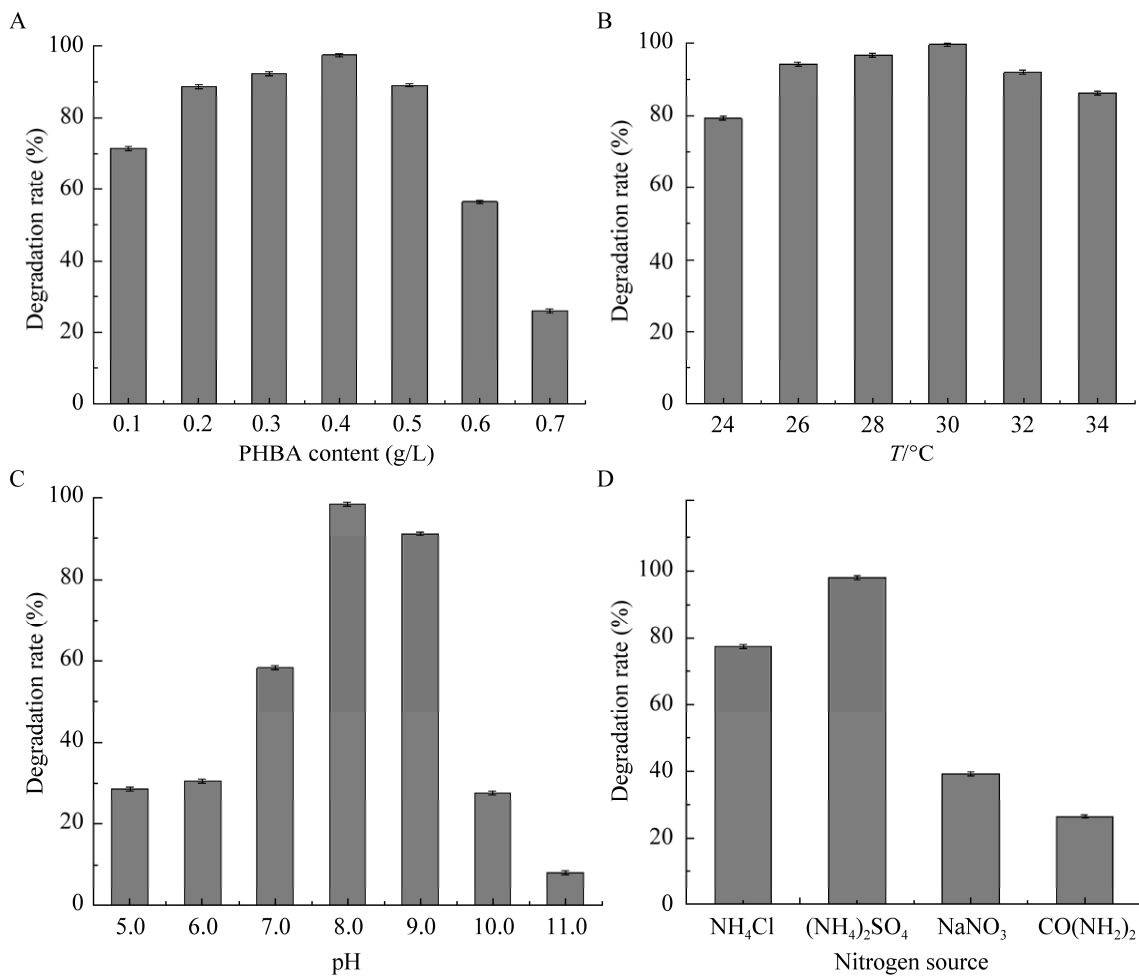 A
Degradation rate (%)
100
80
60
40
20
0
0.1 0.2 0.3 0.4 0.5 0.6 0.7
PHBA content (g/L)
B
Degradation rate (%)
100
80
60
40
20
0
24 26 28 30 32 34
T/°C
C
Degradation rate (%)
100
80
60
40
20
0
5.0 6.0 7.0 8.0 9.0 10.0 11.0
pH
D
Degradation rate (%)
100
80
60
40
20
0
NH₄Cl (NH₄)₂SO₄ NaNO₃ CO(NH₂)₂
Nitrogen source